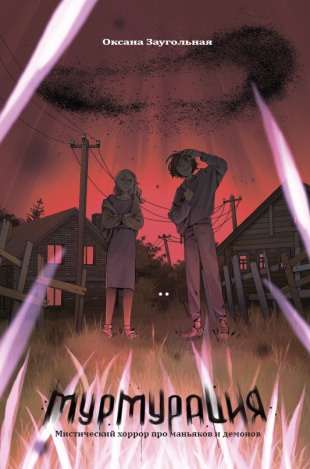 Оксана Заугольная
МУРМУРАЦИЯ
Мистический хоррор про маньяков и демонов